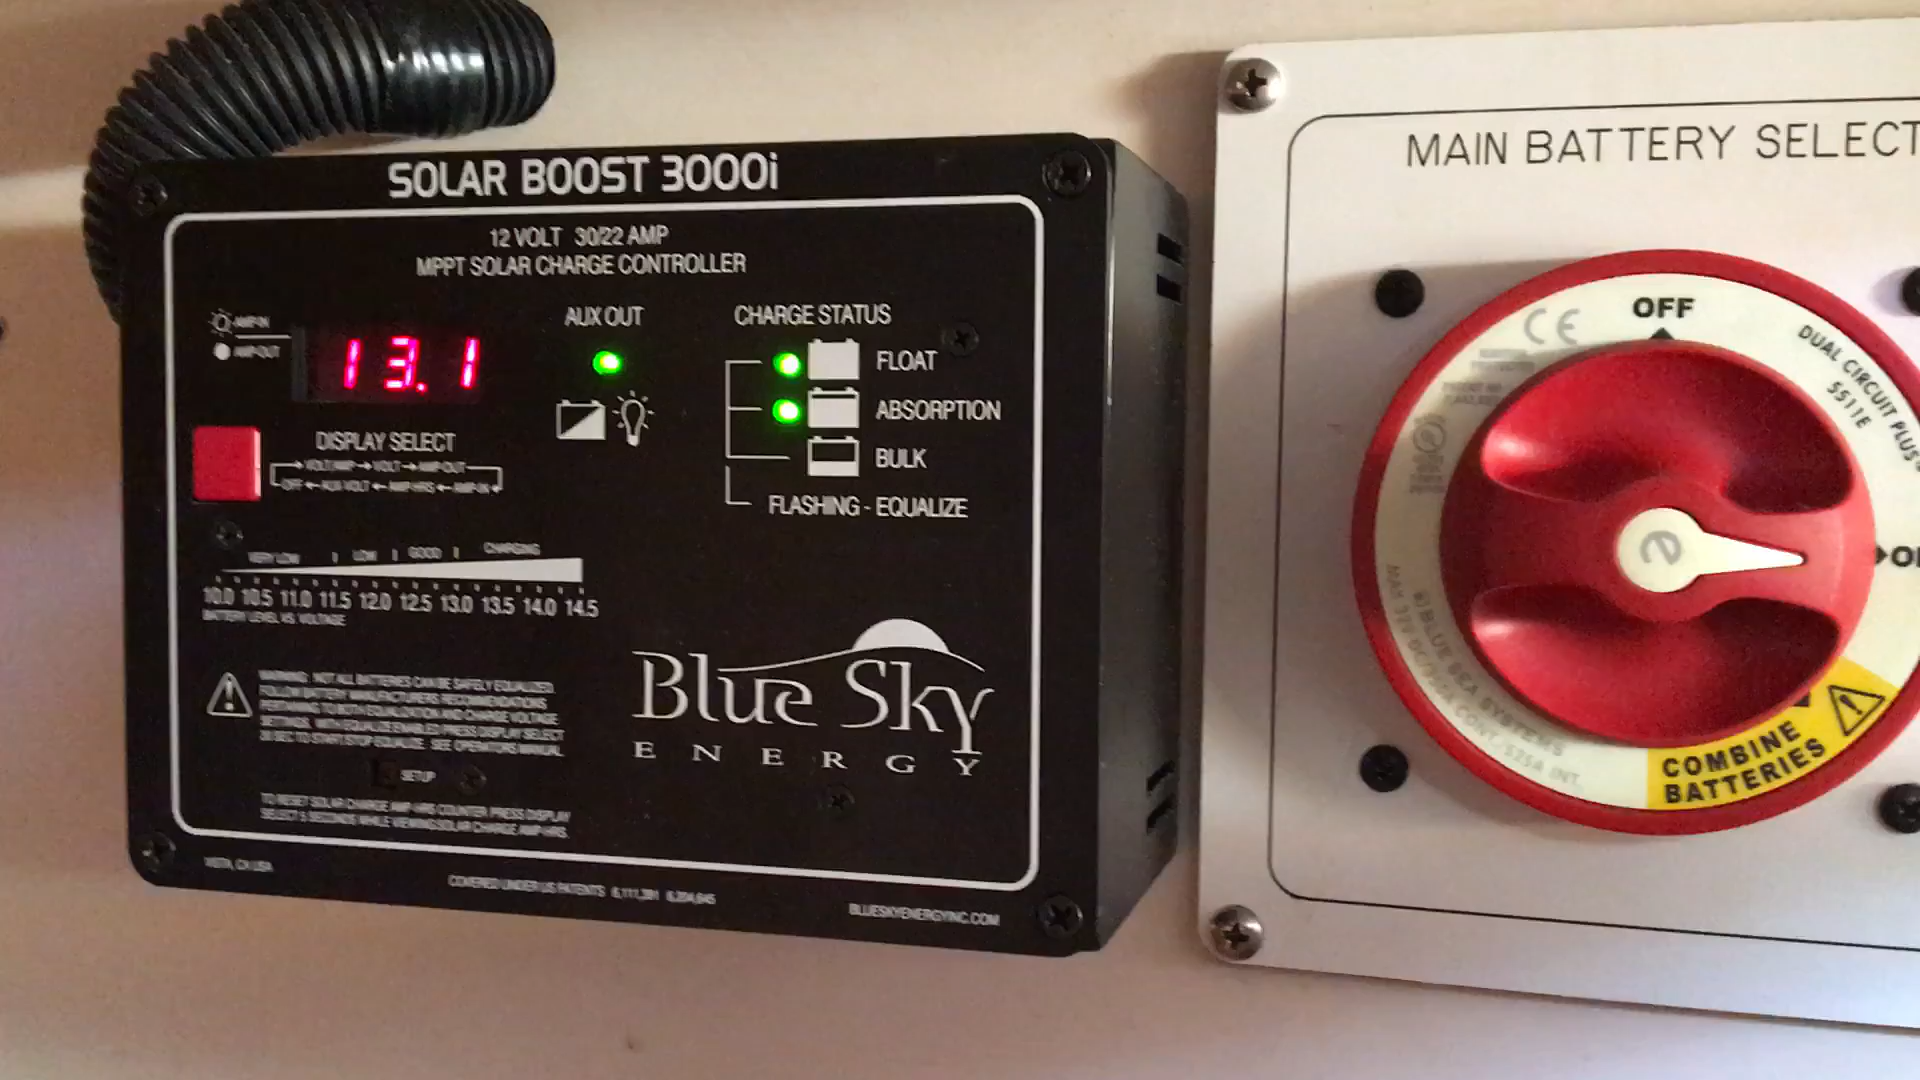 SOLAR BOOST 3000i
12 VOLT 30/22 AMP
MPPT SOLAR CHARGE CONTROLLER
AMP-IN
AMP-OUT
13.1
AUX OUT
CHARGE STATUS
FLOAT
ABSORPTION
BULK
FLASHING - EQUALIZE
DISPLAY SELECT
VOLT/AMP VOLT AMP-OUT
OFF AUX VOLT AMP-HRS AMP-IN
VERY LOW LOW GOOD CHARGING
10.0 10.5 11.0 11.5 12.0 12.5 13.0 13.5 14.0 14.5
BATTERY LEVEL VS VOLTAGE
WARNING: NOT ALL BATTERIES CAN BE SAFELY EQUALIZED.
FOLLOW BATTERY MANUFACTURERS RECOMMENDATIONS
PERTAINING TO BOTH EQUALIZATION AND CHARGE VOLTAGE
SETTINGS. WITH EQUALIZE ENABLED PRESS DISPLAY SELECT
SEC TO START/STOP EQUALIZE. SEE OPERATORS MANUAL.
SETUP
TO RESET SOLAR CHARGE AMP-HRS COUNTER PRESS DISPLAY
SELECT 5 SECONDS WHILE VIEWING SOLAR CHARGE AMP-HRS.
Blue Sky
ENERGY
VISTA, CA USA
COVERED UNDER US PATENTS 6,111,391 6,204,645
BLUESKYENERGYINC.COM
MAIN BATTERY SELECT
OFF
CE
DUAL CIRCUIT PLUS
5511E
e
COMBINE
BATTERIES
BLUE SEA SYSTEMS